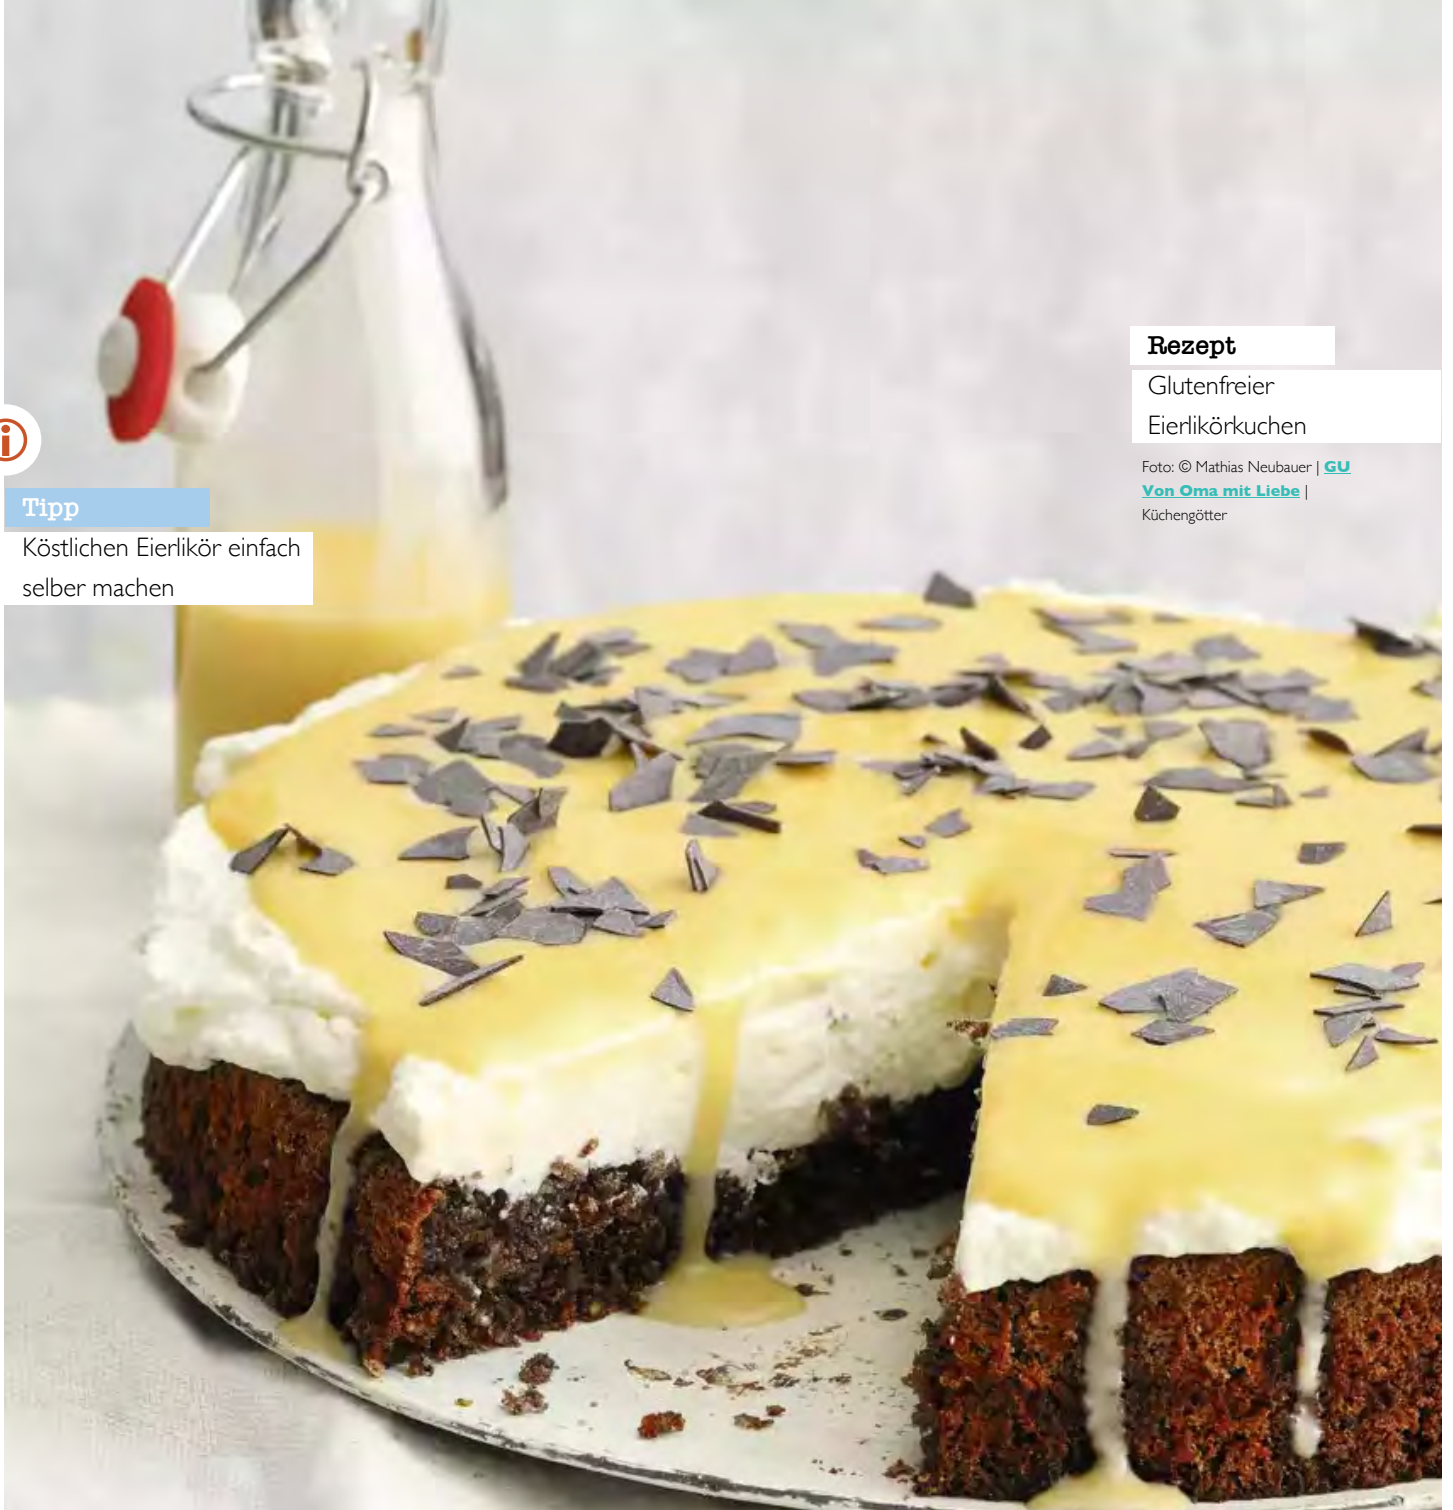 Rezept
Glutenfreier
Eierlikörkuchen
Foto: © Mathias Neubauer | GU
Von Oma mit Liebe |
Küchengötter
i
Tipp
Köstlichen Eierlikör einfach
selber machen